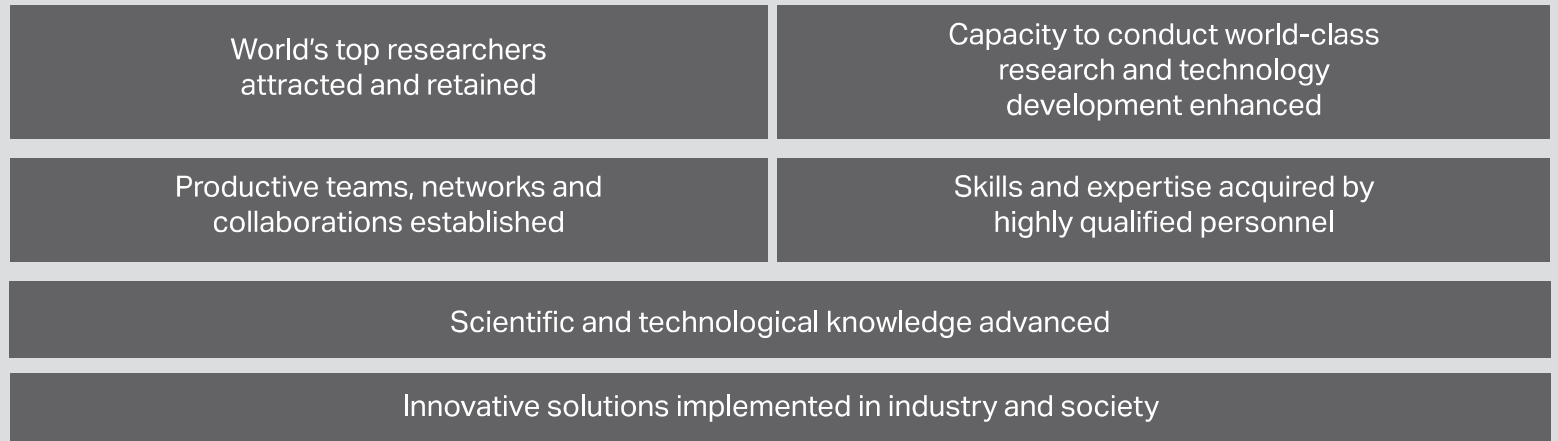 World's top researchers
attracted and retained
Capacity to conduct world-class
research and technology
development enhanced
Productive teams, networks and
collaborations established
Skills and expertise acquired by
highly qualified personnel
Scientific and technological knowledge advanced
Innovative solutions implemented in industry and society